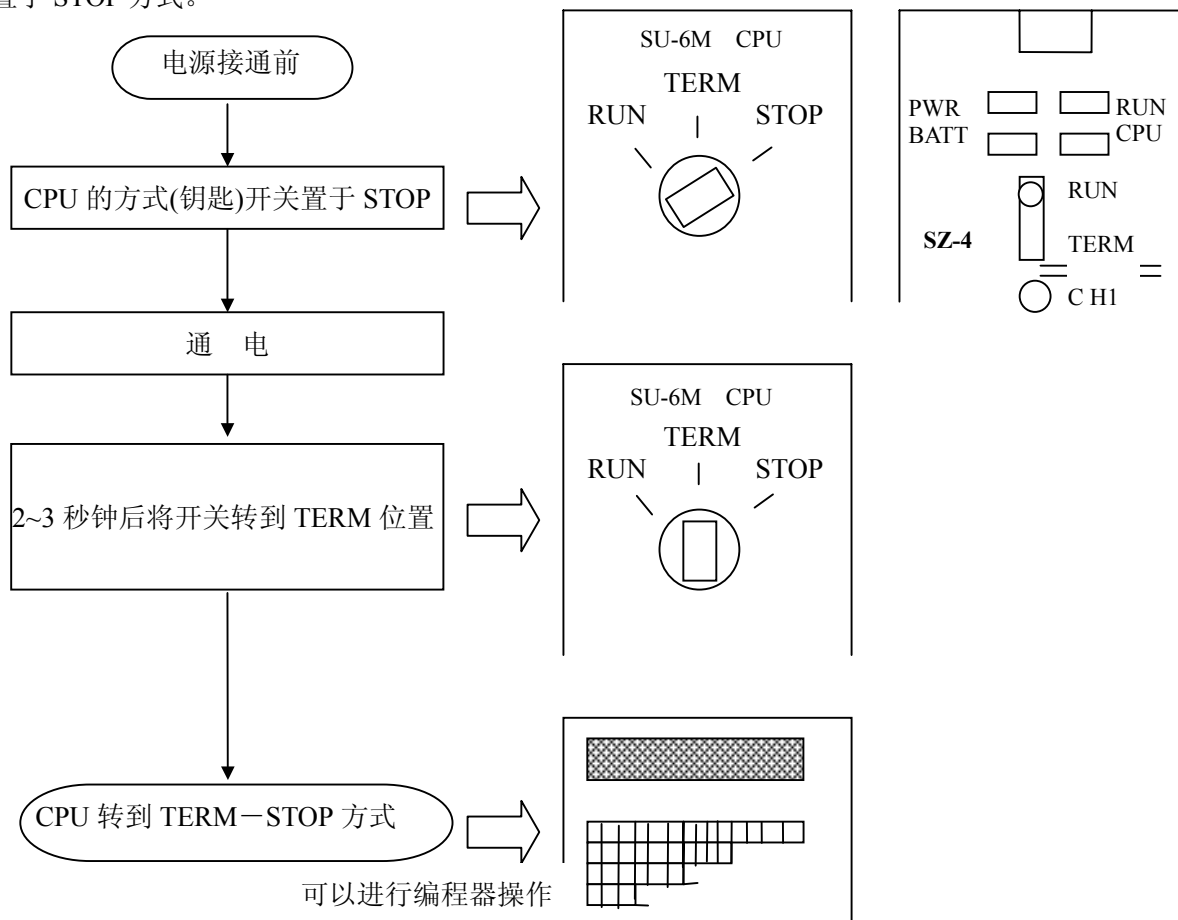 置于 STOP 方式。
电源接通前
CPU 的方式(钥匙)开关置于 STOP
通 电
2~3 秒钟后将开关转到 TERM 位置
CPU 转到 TERM－STOP 方式
可以进行编程器操作
SU-6M CPU
TERM
RUN STOP
SU-6M CPU
TERM
RUN STOP
PWR RUN
BATT CPU
RUN
SZ-4 TERM
C H1